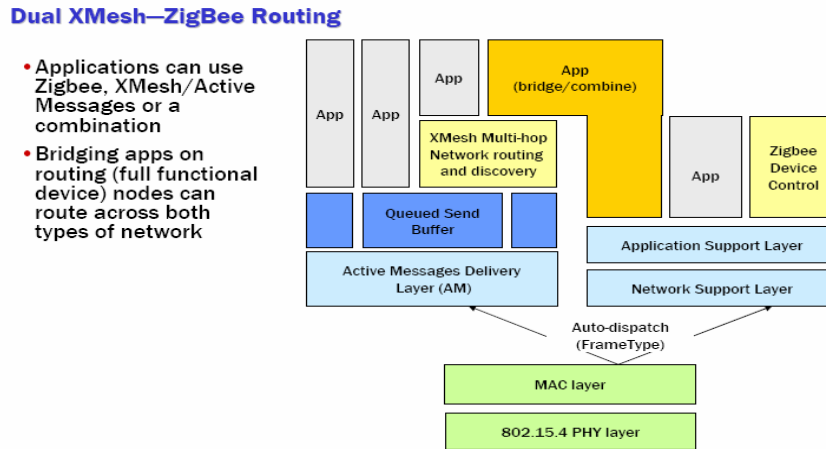 Dual XMesh—ZigBee Routing
• Applications can use
Zigbee, XMesh/Active
Messages or a
combination
• Bridging apps on
routing (full functional
device) nodes can
route across both
types of network
App
App
App
App
(bridge/combine)
XMesh Multi-hop
Network routing
and discovery
App
Zigbee
Device
Control
Queued Send
Buffer
Application Support Layer
Active Messages Delivery
Layer (AM)
Network Support Layer
Auto-dispatch
(FrameType)
MAC layer
802.15.4 PHY layer